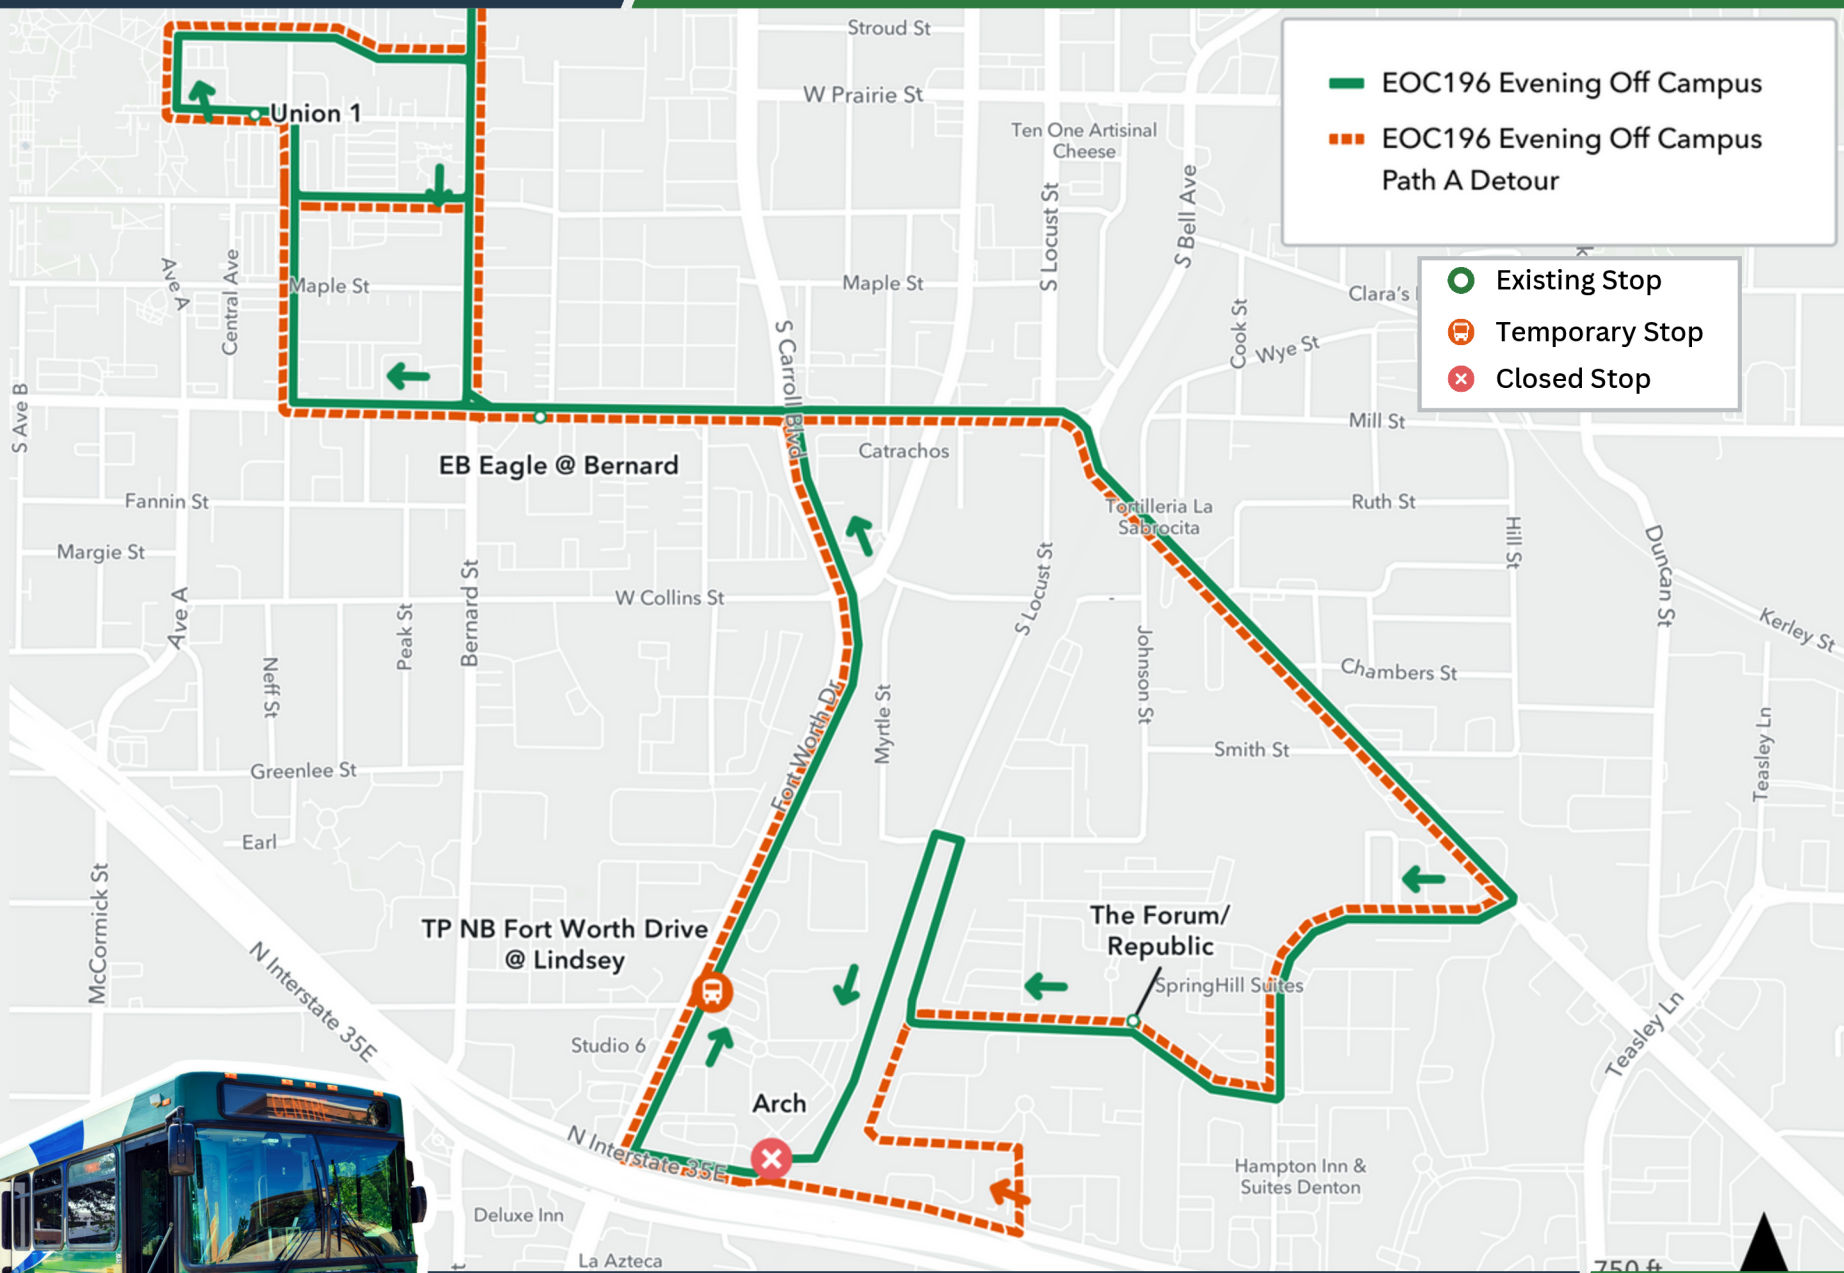 Stroud St
W Prairie St
Ten One Artisinal
Cheese
S Locust St
S Bell Ave
EOC196 Evening Off Campus
EOC196 Evening Off Campus
Path A Detour
Existing Stop
Temporary Stop
Closed Stop
Union 1
Ave A
Central Ave
Maple St
Maple St
S Carroll Blvd
Cook St
Wye St
Clara's
S Ave B
Mill St
EB Eagle @ Bernard
Catrachos
Fannin St
Tortilleria La
Sabrocita
Ruth St
Margie St
Hill St
Duncan St
Ave A
Peak St
Bernard St
W Collins St
S Locust St
Kerley St
Neff St
Johnson St
Chambers St
Fort Worth Dr
Myrtle St
Greenlee St
Smith St
Teasley Ln
Earl
McCormick St
TP NB Fort Worth Drive
@ Lindsey
The Forum/
Republic
SpringHill Suites
N Interstate 35E
Studio 6
Teasley Ln
Arch
N Interstate 35E
Hampton Inn &
Suites Denton
Deluxe Inn
La Azteca
750 ft